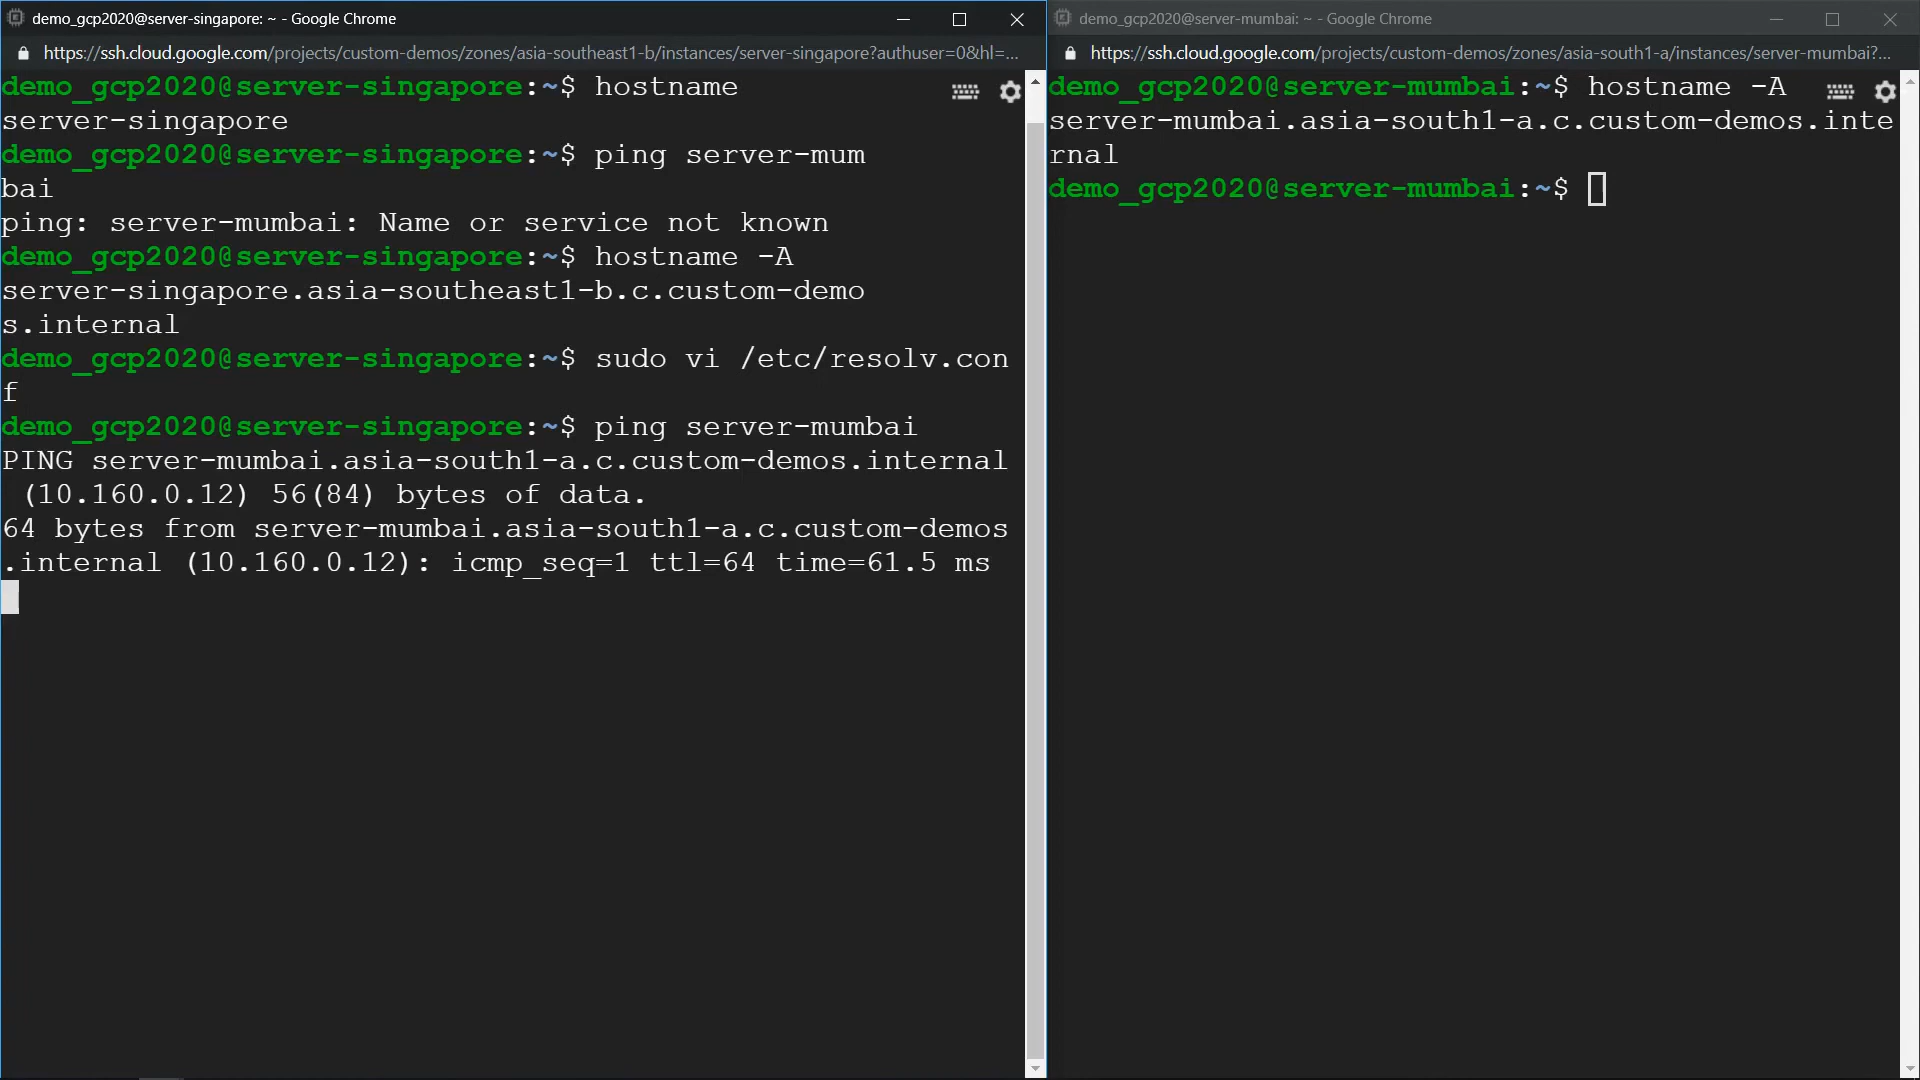 demo_gcp2020@server-singapore: ~ - Google Chrome
https://ssh.cloud.google.com/projects/custom-demos/zones/asia-southeast1-b/instances/server-singapore?authuser=0&hl=...
demo_gcp2020@server-singapore:~$ hostname
server-singapore
demo_gcp2020@server-singapore:~$ ping server-mum
bai
ping: server-mumbai: Name or service not known
demo_gcp2020@server-singapore:~$ hostname -A
server-singapore.asia-southeast1-b.c.custom-demo
s.internal
demo_gcp2020@server-singapore:~$ sudo vi /etc/resolv.con
f
demo_gcp2020@server-singapore:~$ ping server-mumbai
PING server-mumbai.asia-south1-a.c.custom-demos.internal
(10.160.0.12) 56(84) bytes of data.
64 bytes from server-mumbai.asia-south1-a.c.custom-demos
.internal (10.160.0.12): icmp_seq=1 ttl=64 time=61.5 ms
demo_gcp2020@server-mumbai: ~ - Google Chrome
https://ssh.cloud.google.com/projects/custom-demos/zones/asia-south1-a/instances/server-mumbai?...
demo_gcp2020@server-mumbai:~$ hostname -A
server-mumbai.asia-south1-a.c.custom-demos.inte
rnal
demo_gcp2020@server-mumbai:~$